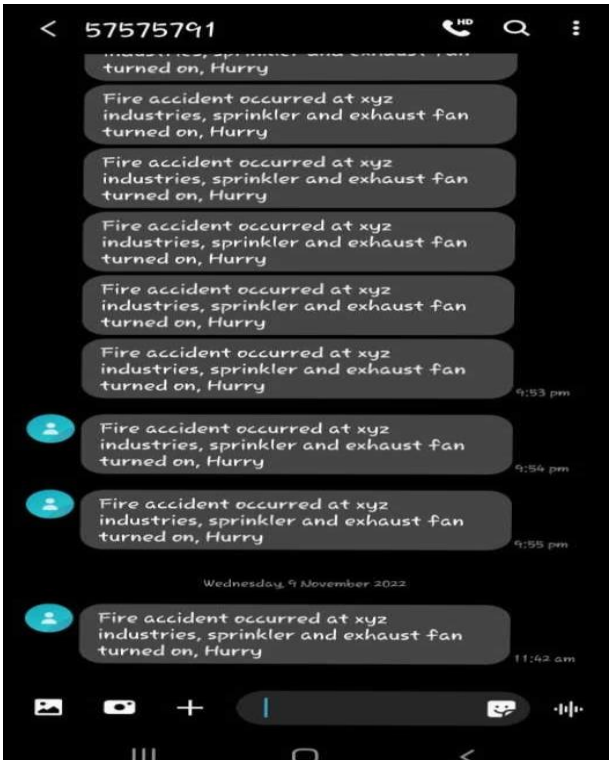 57575791
HD
industries, sprinkler and exhaust fan
turned on, Hurry
Fire accident occurred at xyz
industries, sprinkler and exhaust fan
turned on, Hurry
Fire accident occurred at xyz
industries, sprinkler and exhaust fan
turned on, Hurry
Fire accident occurred at xyz
industries, sprinkler and exhaust fan
turned on, Hurry
Fire accident occurred at xyz
industries, sprinkler and exhaust fan
turned on, Hurry
Fire accident occurred at xyz
industries, sprinkler and exhaust fan
turned on, Hurry
9:53 pm
Fire accident occurred at xyz
industries, sprinkler and exhaust fan
turned on, Hurry
9:54 pm
Fire accident occurred at xyz
industries, sprinkler and exhaust fan
turned on, Hurry
9:55 pm
Wednesday, 9 November 2022
Fire accident occurred at xyz
industries, sprinkler and exhaust fan
turned on, Hurry
11:42 am